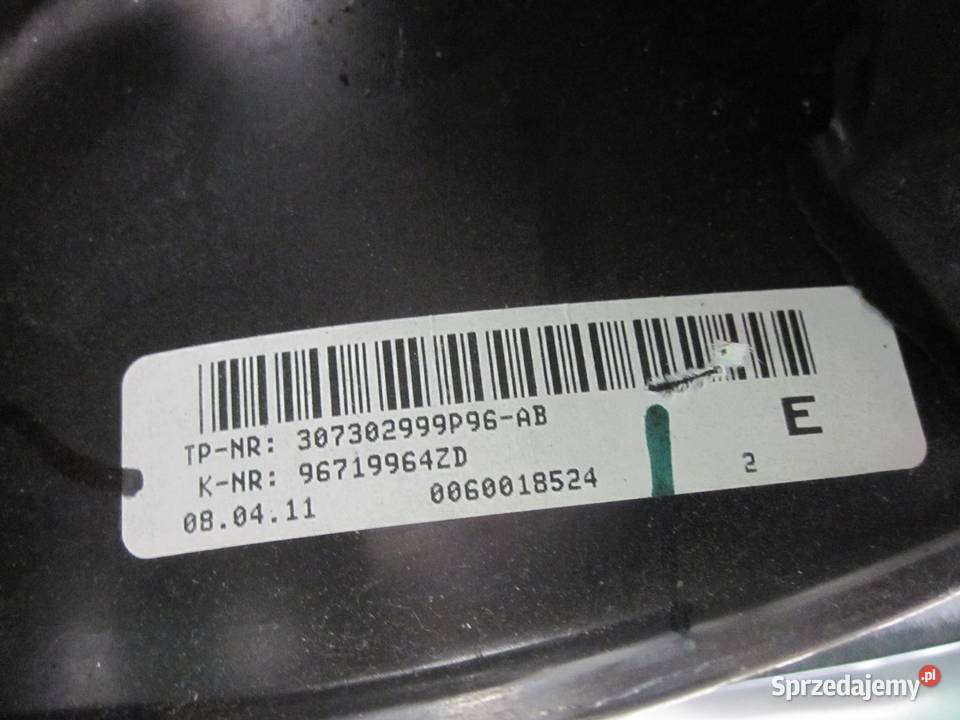 TP-NR: 307302999P96-AB
E
K-NR: 96719964ZD
08.04.11 0060018524 2
Sprzedajemy.pl